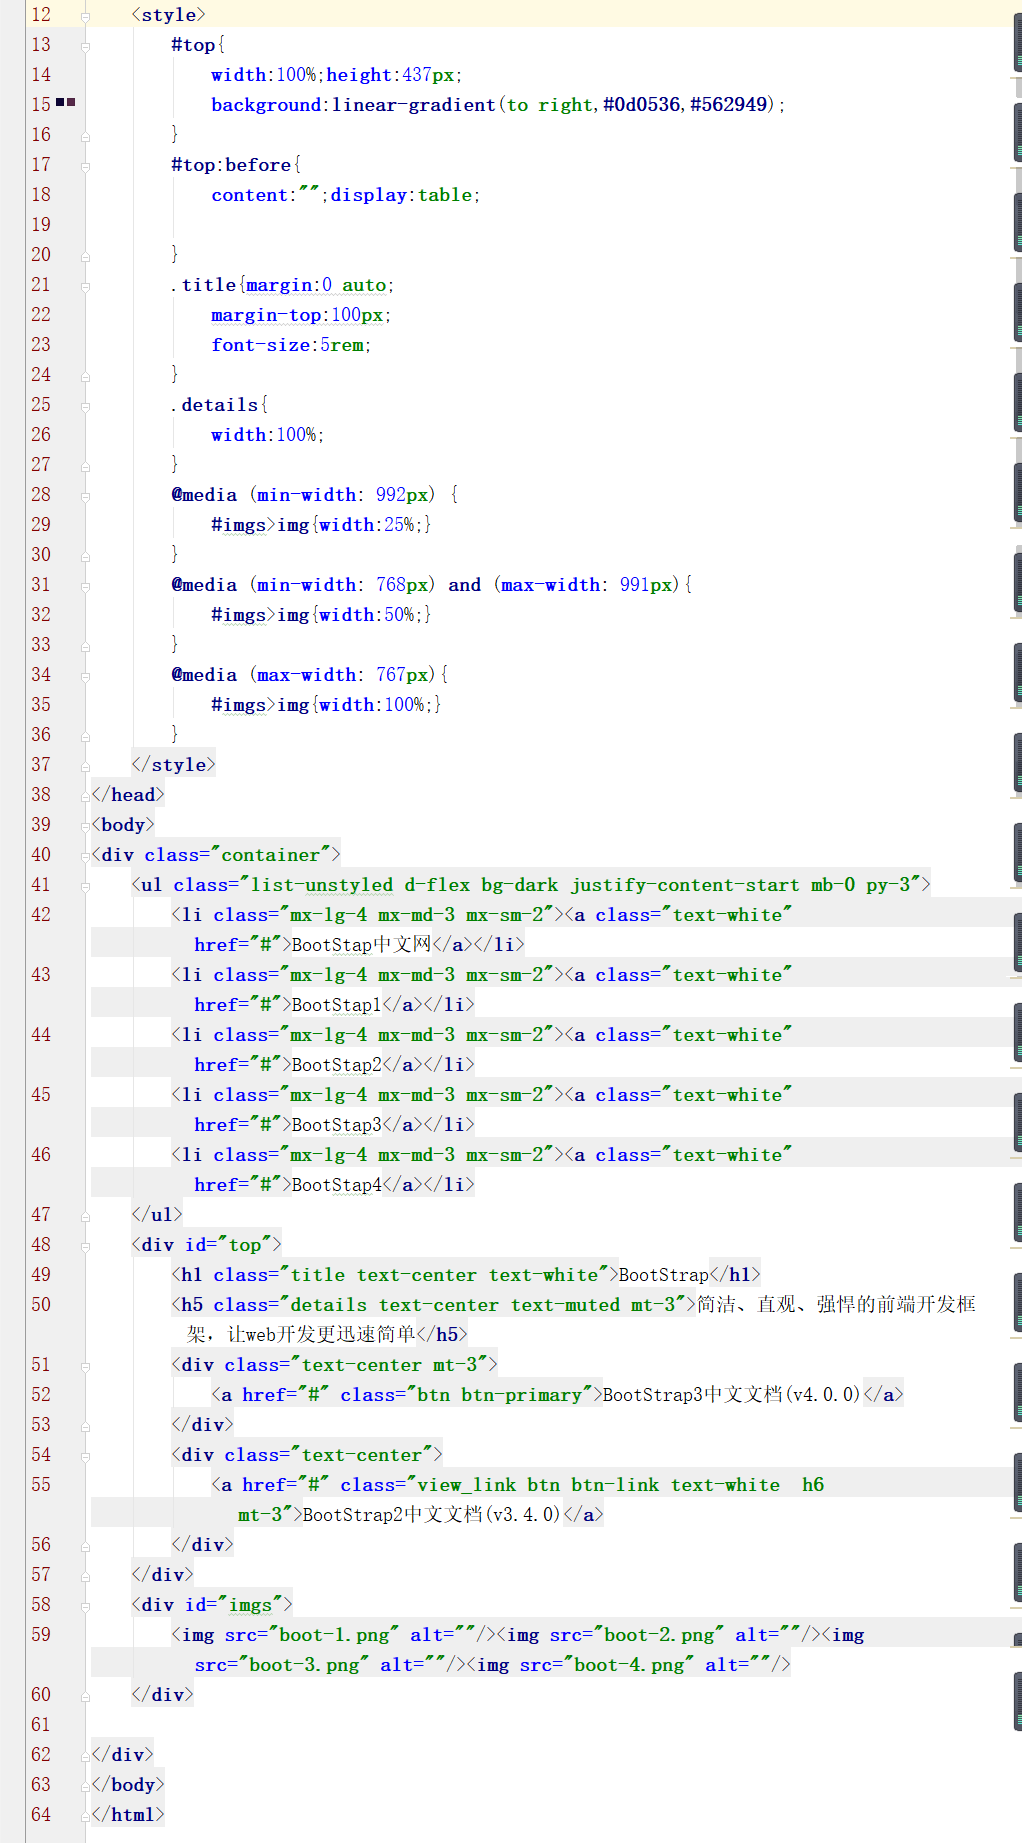 12 <style>
13 #top{
14 width:100%;height:437px;
15 background:linear-gradient(to right,#0d0536,#562949);
16 }
17 #top:before{
18 content:"";display:table;
19
20 }
21 .title{margin:0 auto;
22 margin-top:100px;
23 font-size:5rem;
24 }
25 .details{
26 width:100%;
27 }
28 @media (min-width: 992px) {
29 #imgs>img{width:25%;}
30 }
31 @media (min-width: 768px) and (max-width: 991px){
32 #imgs>img{width:50%;}
33 }
34 @media (max-width: 767px){
35 #imgs>img{width:100%;}
36 }
37 </style>
38 </head>
39 <body>
40 <div class="container">
41 <ul class="list-unstyled d-flex bg-dark justify-content-start mb-0 py-3">
42 <li class="mx-lg-4 mx-md-3 mx-sm-2"><a class="text-white"
href="#">BootStap中文网</a></li>
43 <li class="mx-lg-4 mx-md-3 mx-sm-2"><a class="text-white"
href="#">BootStap1</a></li>
44 <li class="mx-lg-4 mx-md-3 mx-sm-2"><a class="text-white"
href="#">BootStap2</a></li>
45 <li class="mx-lg-4 mx-md-3 mx-sm-2"><a class="text-white"
href="#">BootStap3</a></li>
46 <li class="mx-lg-4 mx-md-3 mx-sm-2"><a class="text-white"
href="#">BootStap4</a></li>
47 </ul>
48 <div id="top">
49 <h1 class="title text-center text-white">BootStrap</h1>
50 <h5 class="details text-center text-muted mt-3">简洁、直观、强悍的前端开发框
架，让web开发更迅速简单</h5>
51 <div class="text-center mt-3">
52 <a href="#" class="btn btn-primary">BootStrap3中文文档(v4.0.0)</a>
53 </div>
54 <div class="text-center">
55 <a href="#" class="view_link btn btn-link text-white  h6
mt-3">BootStrap2中文文档(v3.4.0)</a>
56 </div>
57 </div>
58 <div id="imgs">
59 <img src="boot-1.png" alt=""/><img src="boot-2.png" alt=""/><img
src="boot-3.png" alt=""/><img src="boot-4.png" alt=""/>
60 </div>
61
62 </div>
63 </body>
64 </html>